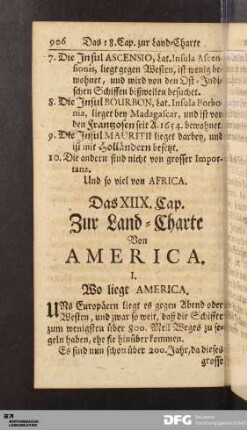 906 Das 18. Cap. zur Land-Charte
7. Die Insul ASCENSIO, Lat. Insula Ascen-
sionis, liegt gegen Westen, ist wenig be-
wohnet, und wird von den Ost-Indi-
schen Schiffen bißweilen besuchet.
8. Die Insul BOURBON, Lat. Insula Borbo-
nia, lieget bey Madagascar, und ist von
den Frantzosen seit A. 1654. bewohnet.
9. Die Insul MAURITII lieget darbey, und
ist mit Holländern besetzt.
10. Die andern sind nicht von grosser Impor-
tanz.
Und so viel von AFRICA.
Das XIIX. Cap.
Zur Land-Charte
Von
AMERICA.
I.
Wo liegt AMERICA.
UNs Europäern liegt es gegen Abend oder
Westen, und zwar so weit, daß die Schiffer
zum wenigsten über 800. Meil Weges zu se-
geln haben, ehe sie hinüber kommen.
Es sind nun schon über 200. Jahr, da dieses
grosse
DFG